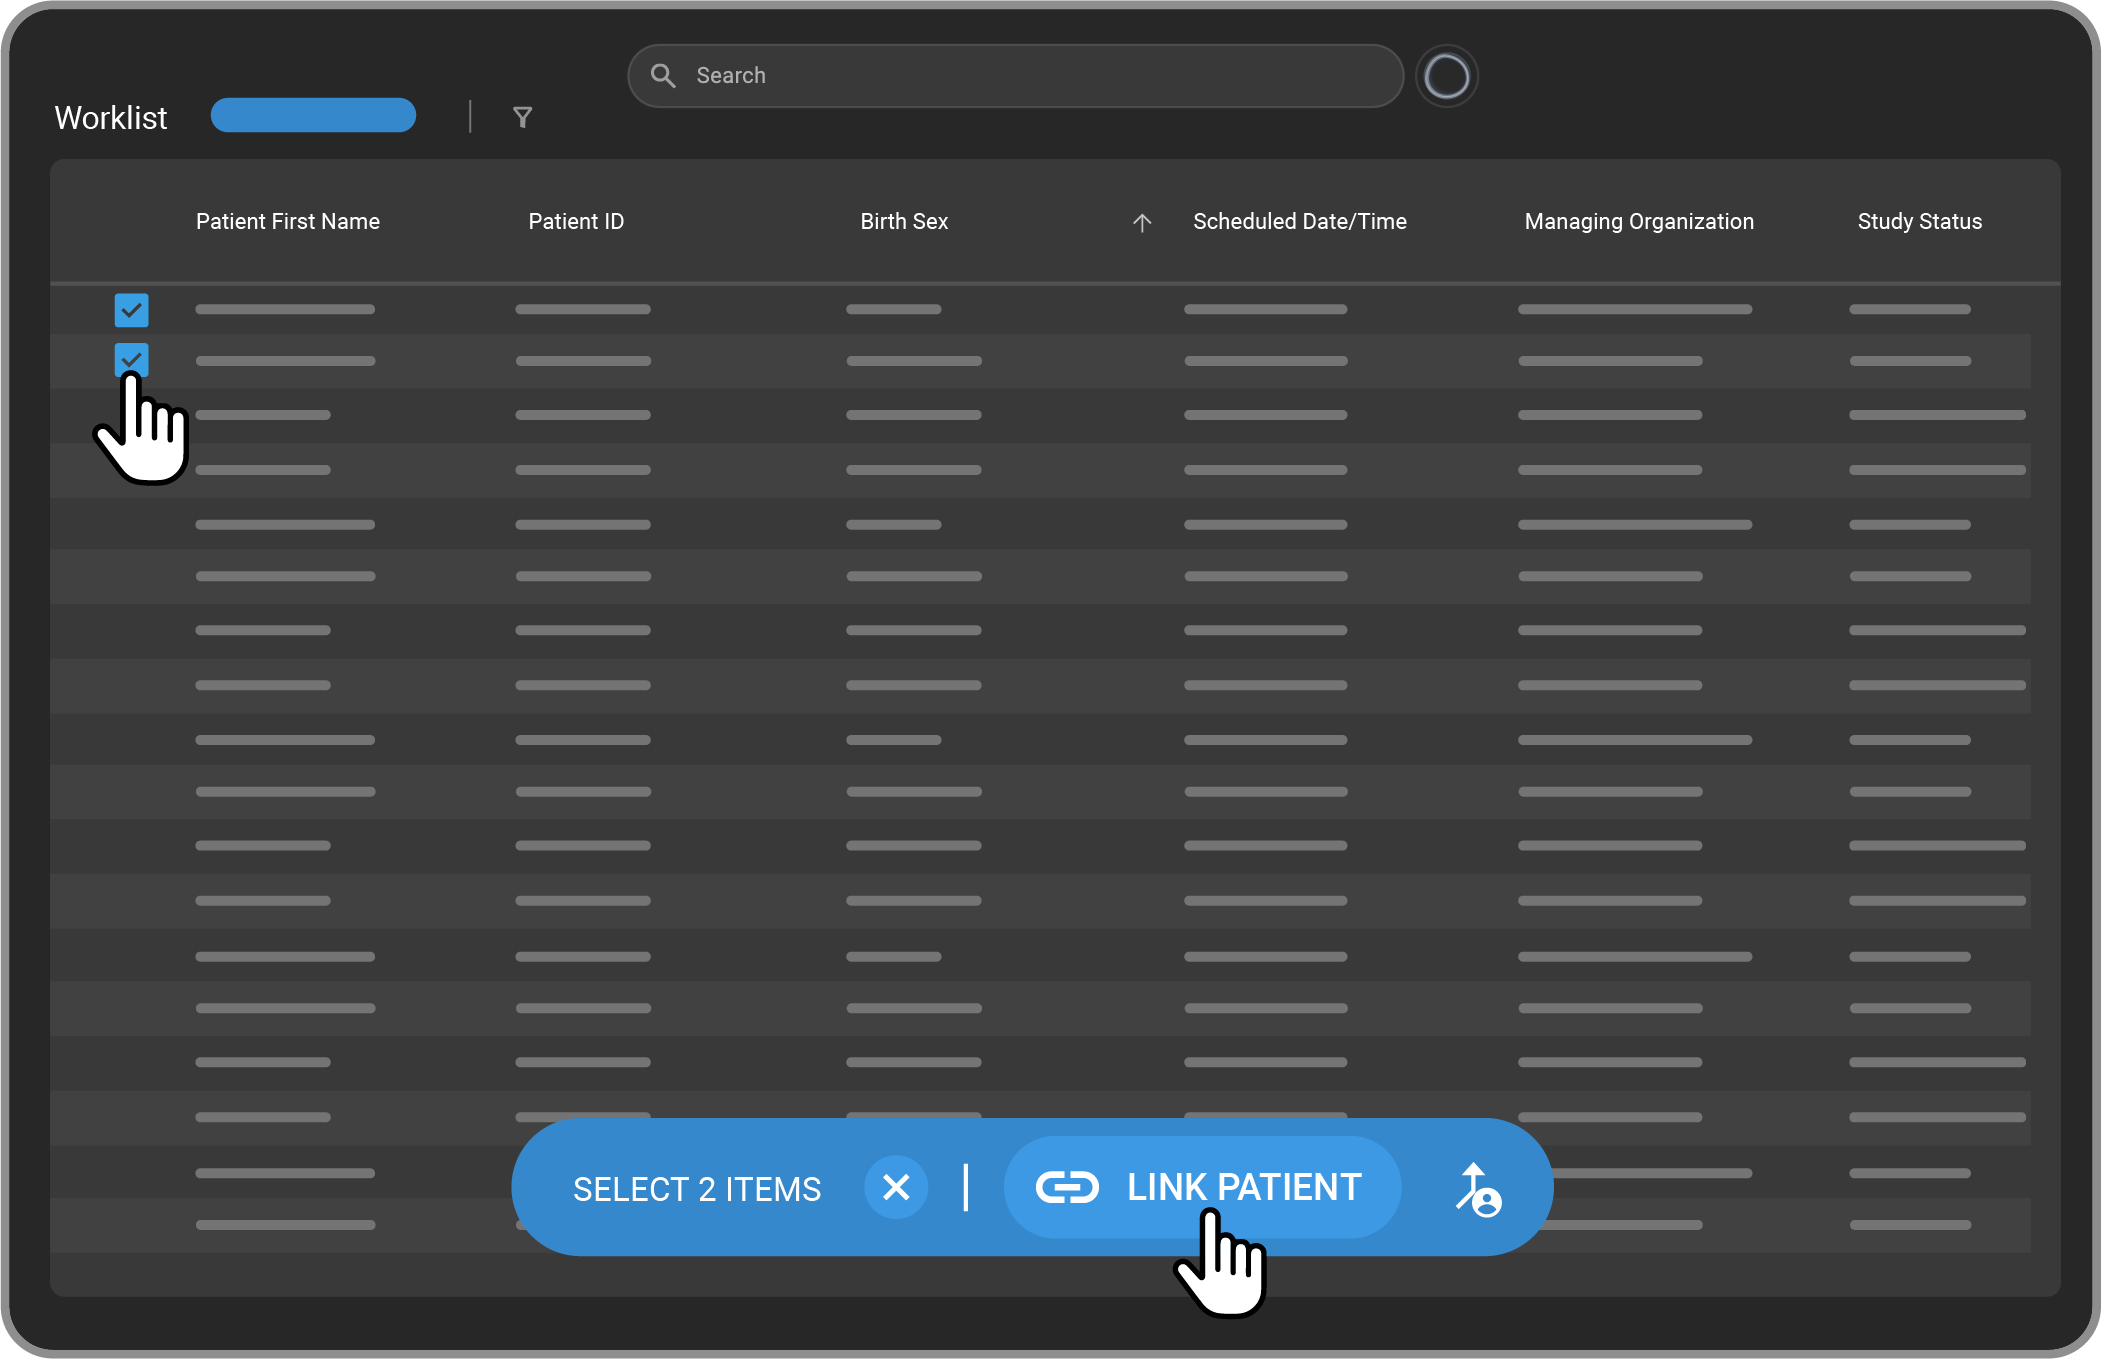 Search
Worklist
Patient First Name
Patient ID
Birth Sex
Scheduled Date/Time
Managing Organization
Study Status
SELECT 2 ITEMS
LINK PATIENT